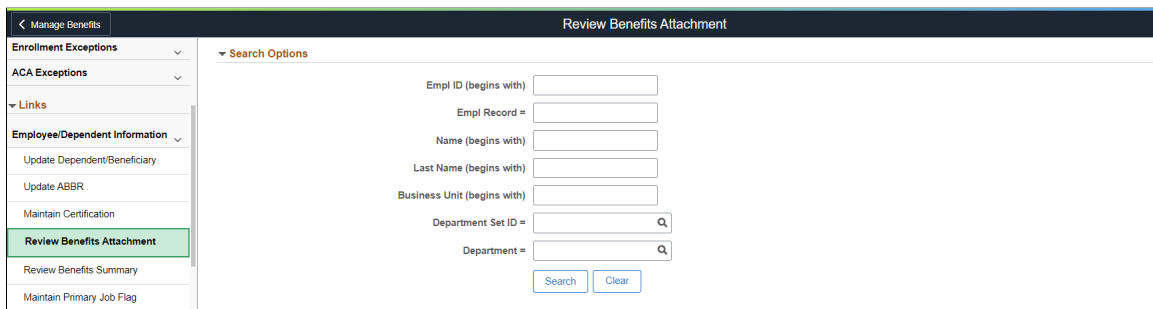 Manage Benefits
Review Benefits Attachment
Enrollment Exceptions
ACA Exceptions
Links
Employee/Dependent Information
Update Dependent/Beneficiary
Update ABBR
Maintain Certification
Review Benefits Attachment
Review Benefits Summary
Maintain Primary Job Flag
Search Options
Empl ID (begins with)
Empl Record =
Name (begins with)
Last Name (begins with)
Business Unit (begins with)
Department Set ID =
Department =
Search Clear